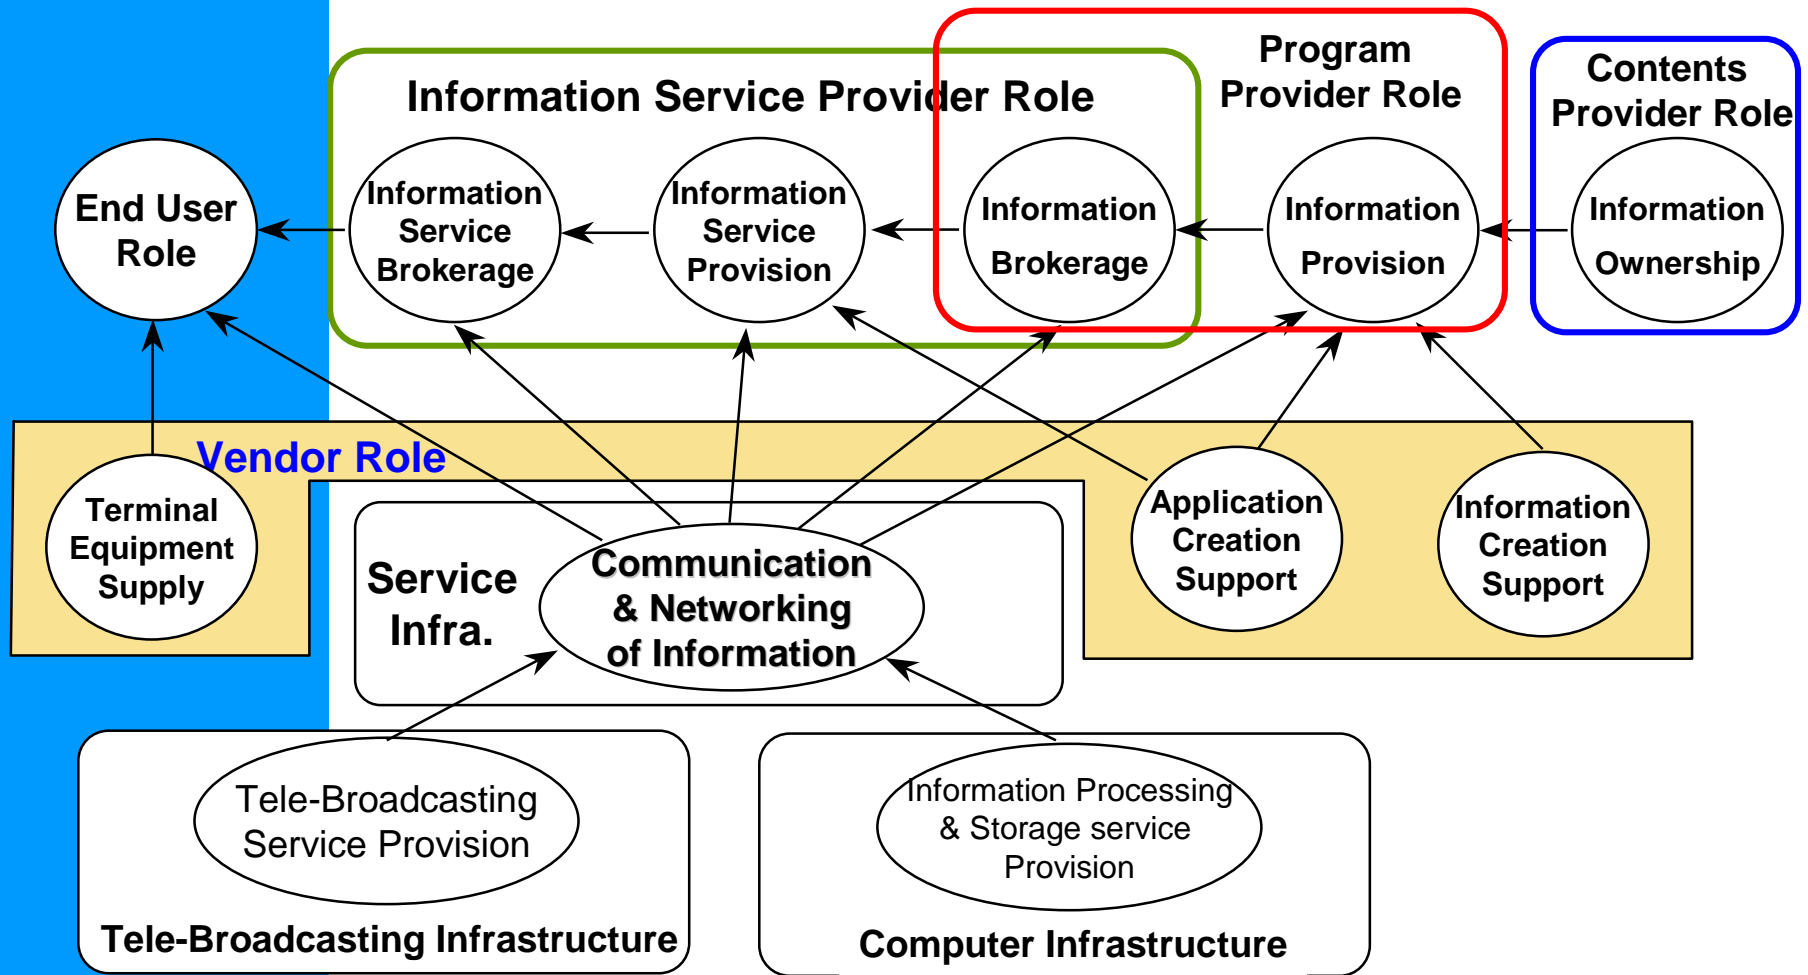 Program
Provider Role
Contents
Provider Role
Information Service Provider Role
End User
Role
Information
Service
Brokerage
Information
Service
Provision
Information
Brokerage
Information
Provision
Information
Ownership
Vendor Role
Terminal
Equipment
Supply
Service
Infra.
Communication
& Networking
of Information
Application
Creation
Support
Information
Creation
Support
Tele-Broadcasting
Service Provision
Tele-Broadcasting Infrastructure
Information Processing
& Storage service
Provision
Computer Infrastructure